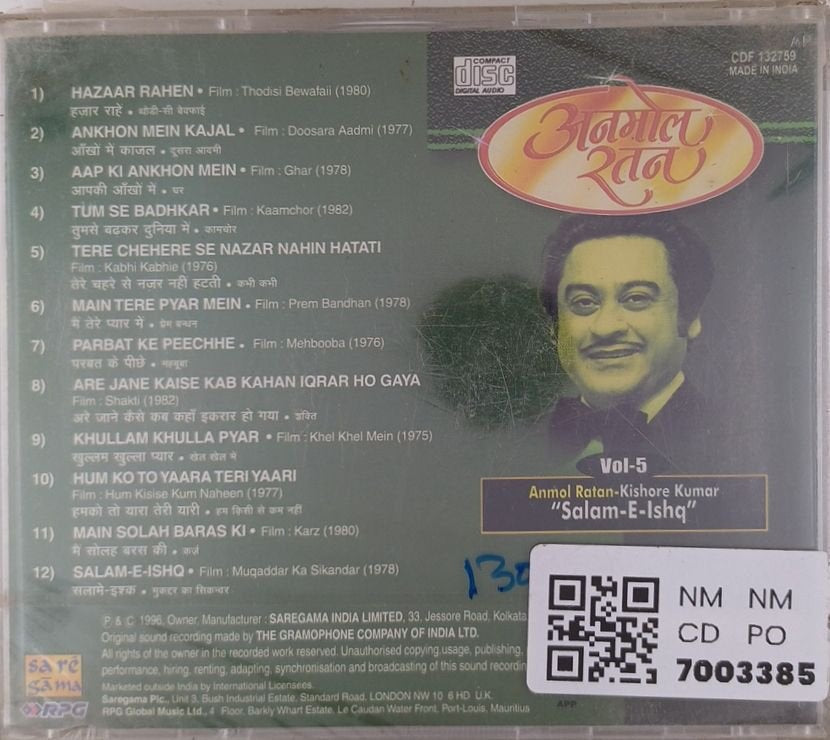 1) HAZAAR RAHEN • Film : Thodisi Bewafaii (1980)
हज़ार राहे • थोडी-सी बेवफाई
2) ANKHON MEIN KAJAL • Film : Doosara Aadmi (1977)
आँखों में काजल • दूसरा आदमी
3) AAP KI ANKHON MEIN • Film : Ghar (1978)
आपकी आँखों में • घर
4) TUM SE BADHKAR • Film : Kaamchor (1982)
तुमसे बढकर दुनिया में • कामचोर
5) TERE CHEHERE SE NAZAR NAHIN HATATI
Film : Kabhi Kabhie (1976)
तेरे चहरे से नज़र नहीं हटती • कभी कभी
6) MAIN TERE PYAR MEIN • Film : Prem Bandhan (1978)
मैं तेरे प्यार में • प्रेम बन्धन
7) PARBAT KE PEECHHE • Film : Mehbooba (1976)
परबत के पीछे • महबूबा
8) ARE JANE KAISE KAB KAHAN IQRAR HO GAYA
Film : Shakti (1982)
अरे जाने कैसे कब कहाँ इकरार हो गया • शक्ति
9) KHULLAM KHULLA PYAR • Film : Khel Khel Mein (1975)
खुल्लम खुल्ला प्यार • खेल खेल में
10) HUM KO TO YAARA TERI YAARI
Film : Hum Kisise Kum Naheen (1977)
हमको तो यारा तेरी यारी • हम किसी से कम नहीं
11) MAIN SOLAH BARAS KI • Film : Karz (1980)
मैं सोलह बरस की • कर्ज़
12) SALAM-E-ISHQ • Film : Muqaddar Ka Sikandar (1978)
सलामे-इश्क • मुकद्दर का सिकन्दर
COMPACT
disc
DIGITAL AUDIO
CDF 132759
MADE IN INDIA
अनमोल
रतन
Vol-5
Anmol Ratan-Kishore Kumar
"Salam-E-Ishq"
130
P & C 1996, Owner, Manufacturer : SAREGAMA INDIA LIMITED, 33, Jessore Road, Kolkata
Original sound recording made by THE GRAMOPHONE COMPANY OF INDIA LTD.
All rights of the owner in the recorded work reserved. Unauthorised copying, usage, publishing,
performance, hiring, renting, adapting, synchronisation and broadcasting of this sound recording
Marketed outside India by International Licensees.
Saregama Plc., Unit 3, Bush Industrial Estate, Standard Road, LONDON NW 10 6 HD U.K.
RPG Global Music Ltd., 4 Floor, Barkly Wharf Estate, Le Caudan Water Front, Port-Louis, Mauritius
sa re
gama
RPG
APP
NM NM
CD PO
7003385